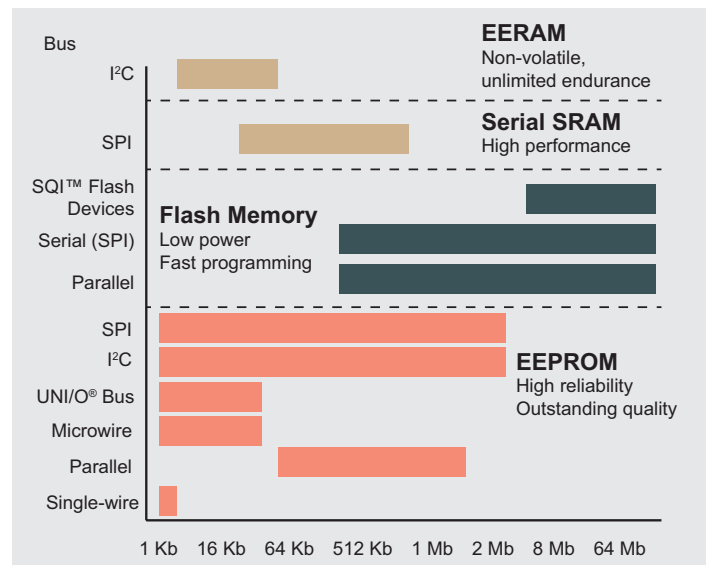 Bus
EERAM
Non-volatile,
unlimited endurance
I²C
Serial SRAM
High performance
SPI
SQI™ Flash
Devices
Flash Memory
Low power
Fast programming
Serial (SPI)
Parallel
SPI
I²C
EEPROM
High reliability
Outstanding quality
UNI/O® Bus
Microwire
Parallel
Single-wire
1 Kb 16 Kb 64 Kb 512 Kb 1 Mb 2 Mb 8 Mb 64 Mb